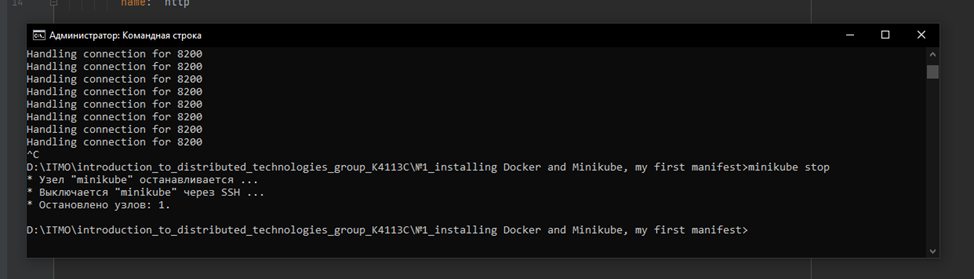 14
name: http
Администратор: Командная строка
Handling connection for 8200
Handling connection for 8200
Handling connection for 8200
Handling connection for 8200
Handling connection for 8200
Handling connection for 8200
Handling connection for 8200
Handling connection for 8200
^C
D:\ITMO\introduction_to_distributed_technologies_group_K4113C\№1_installing Docker and Minikube, my first manifest>minikube stop
* Узел "minikube" останавливается ...
* Выключается "minikube" через SSH ...
* Остановлено узлов: 1.
D:\ITMO\introduction_to_distributed_technologies_group_K4113C\№1_installing Docker and Minikube, my first manifest>